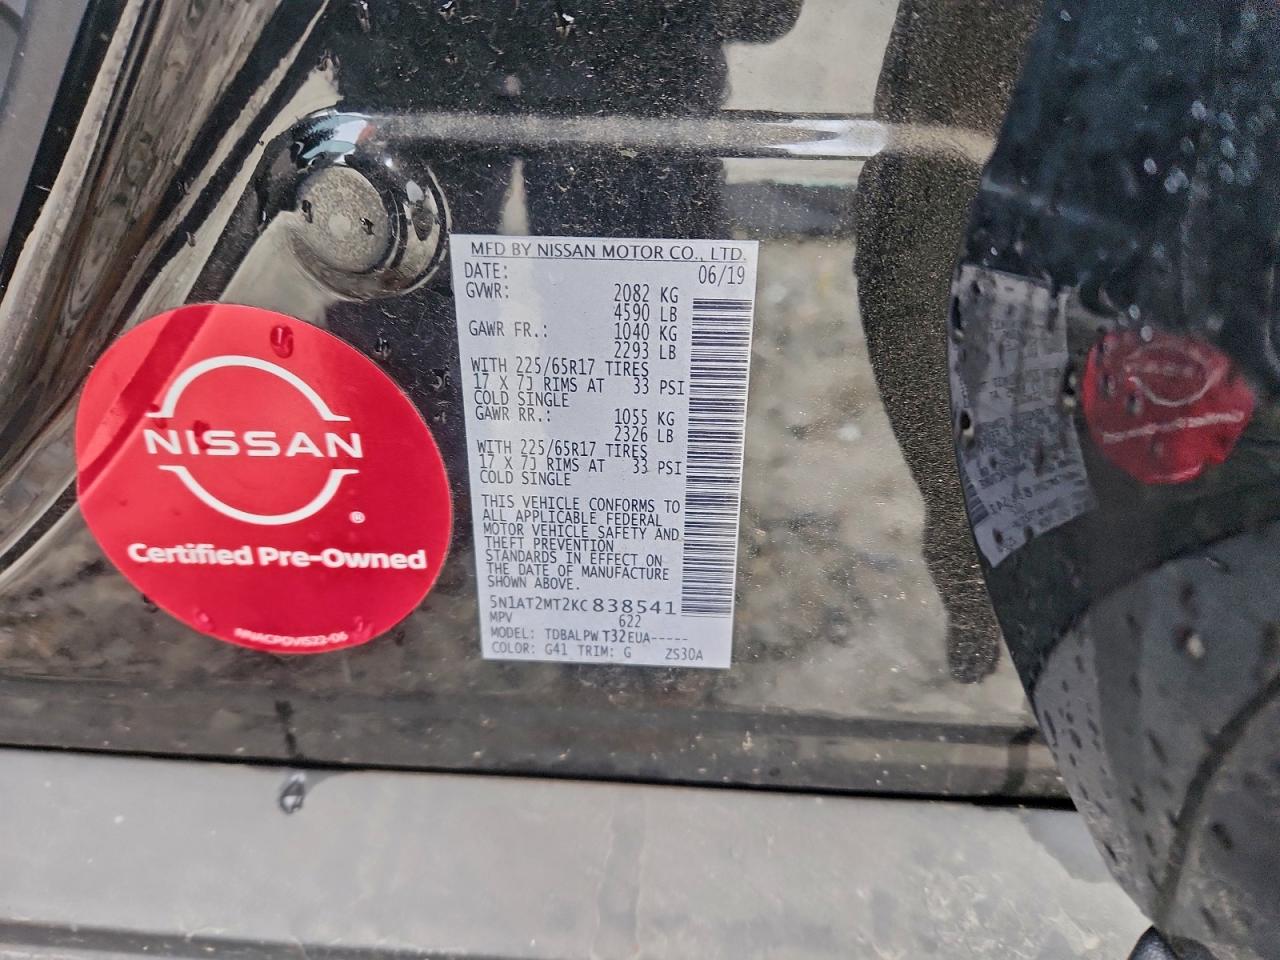 MFD BY NISSAN MOTOR CO., LTD.
DATE: 06/19
GVWR: 2082 KG
4590 LB
GAWR FR.: 1040 KG
2293 LB
WITH 225/65R17 TIRES
17 X 7J RIMS AT 33 PSI
COLD SINGLE
GAWR RR.: 1055 KG
2326 LB
WITH 225/65R17 TIRES
17 X 7J RIMS AT 33 PSI
COLD SINGLE
THIS VEHICLE CONFORMS TO
ALL APPLICABLE FEDERAL
MOTOR VEHICLE SAFETY AND
THEFT PREVENTION
STANDARDS IN EFFECT ON
THE DATE OF MANUFACTURE
SHOWN ABOVE.
5N1AT2MT2KC838541
MPV 622
MODEL: TDBALPW T32EUA-----
COLOR: G41 TRIM: G ZS30A
NISSAN
®
Certified Pre-Owned